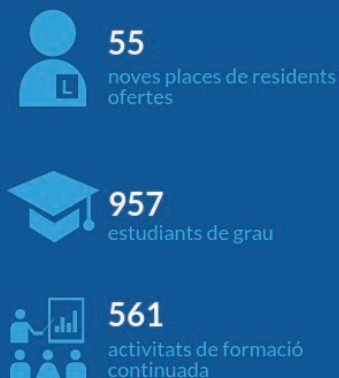 L
55
noves places de residents
ofertes
957
estudiants de grau
561
activitats de formació
continuada